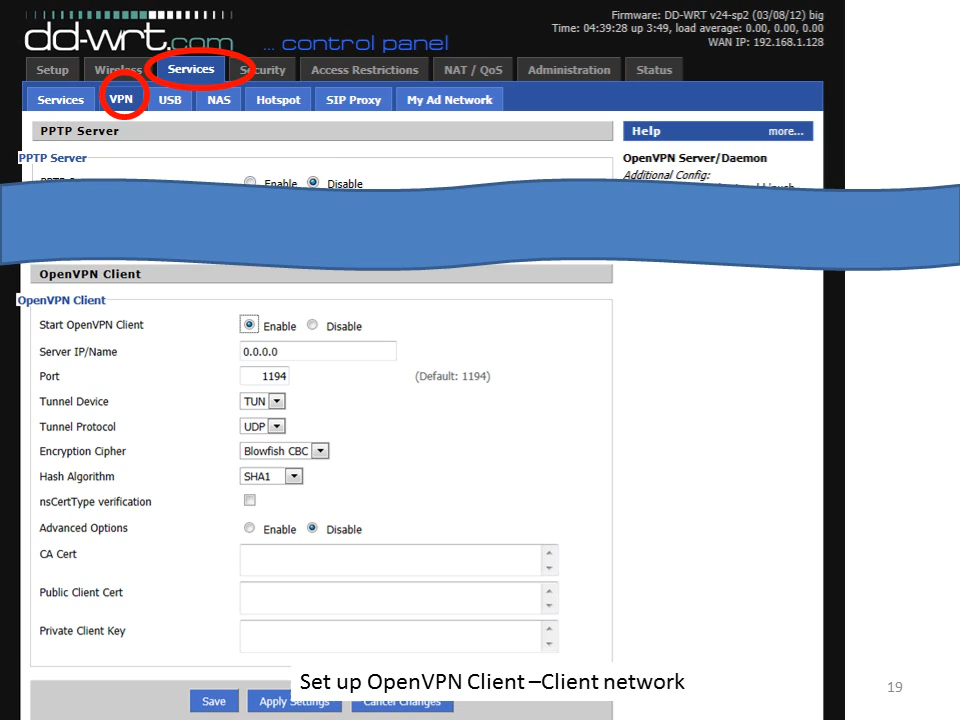 Firmware: DD-WRT v24-sp2 (03/08/12) big
Time: 04:39:28 up 3:49, load average: 0.00, 0.00, 0.00
WAN IP: 192.168.1.128
dd-wrt.com ... control panel
Setup Wireless Services Security Access Restrictions NAT / QoS Administration Status
Services VPN USB NAS Hotspot SIP Proxy My Ad Network
PPTP Server
Help more...
PPTP Server
OpenVPN Server/Daemon
Additional Config:
Enable Disable
OpenVPN Client
OpenVPN Client
Start OpenVPN Client Enable Disable
Server IP/Name 0.0.0.0
Port 1194 (Default: 1194)
Tunnel Device TUN
Tunnel Protocol UDP
Encryption Cipher Blowfish CBC
Hash Algorithm SHA1
nsCertType verification
Advanced Options Enable Disable
CA Cert
Public Client Cert
Private Client Key
Set up OpenVPN Client –Client network
19
Save Apply Settings Cancel Changes